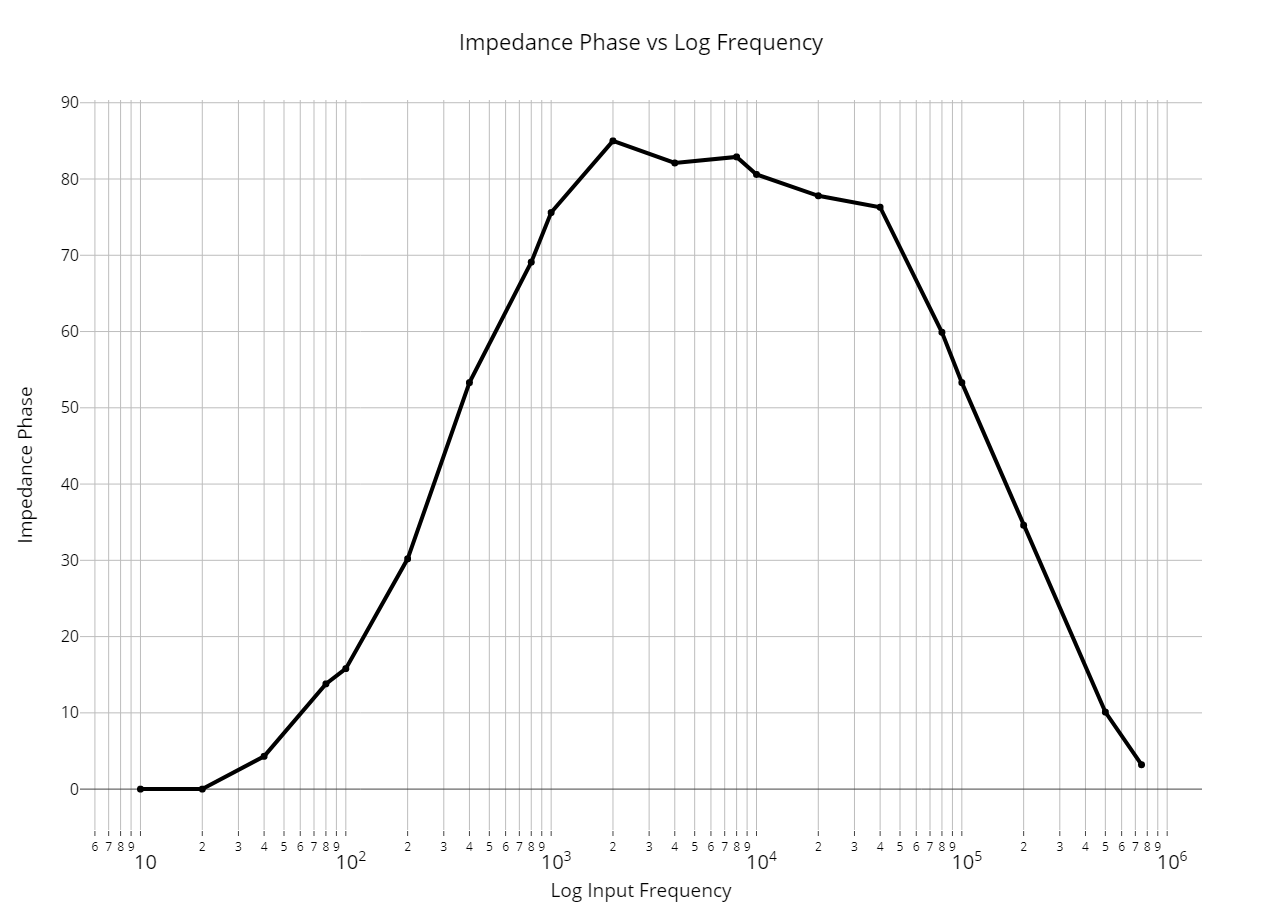 Impedance Phase vs Log Frequency
90
80
70
60
50
40
30
20
10
0
Impedance Phase
6 7 8 9 2 3 4 5 6 7 8 9 2 3 4 5 6 7 8 9 2 3 4 5 6 7 8 9 2 3 4 5 6 7 8 9 2 3 4 5 6 7 8 9
10 10² 10³ 10⁴ 10⁵ 10⁶
Log Input Frequency